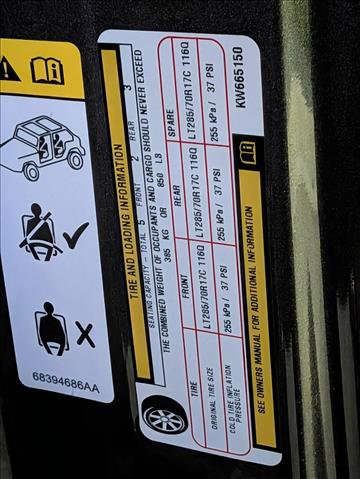 TIRE AND LOADING INFORMATION
SEATING CAPACITY - TOTAL 5 FRONT 2 REAR 3
THE COMBINED WEIGHT OF OCCUPANTS AND CARGO SHOULD NEVER EXCEED
385 KG OR 850 LB
TIRE FRONT REAR SPARE
ORIGINAL TIRE SIZE LT285/70R17C 116Q LT285/70R17C 116Q LT285/70R17C 116Q
COLD TIRE INFLATION PRESSURE 255 kPa / 37 PSI 255 kPa / 37 PSI 255 kPa / 37 PSI
SEE OWNERS MANUAL FOR ADDITIONAL INFORMATION
KW665150
68394686AA